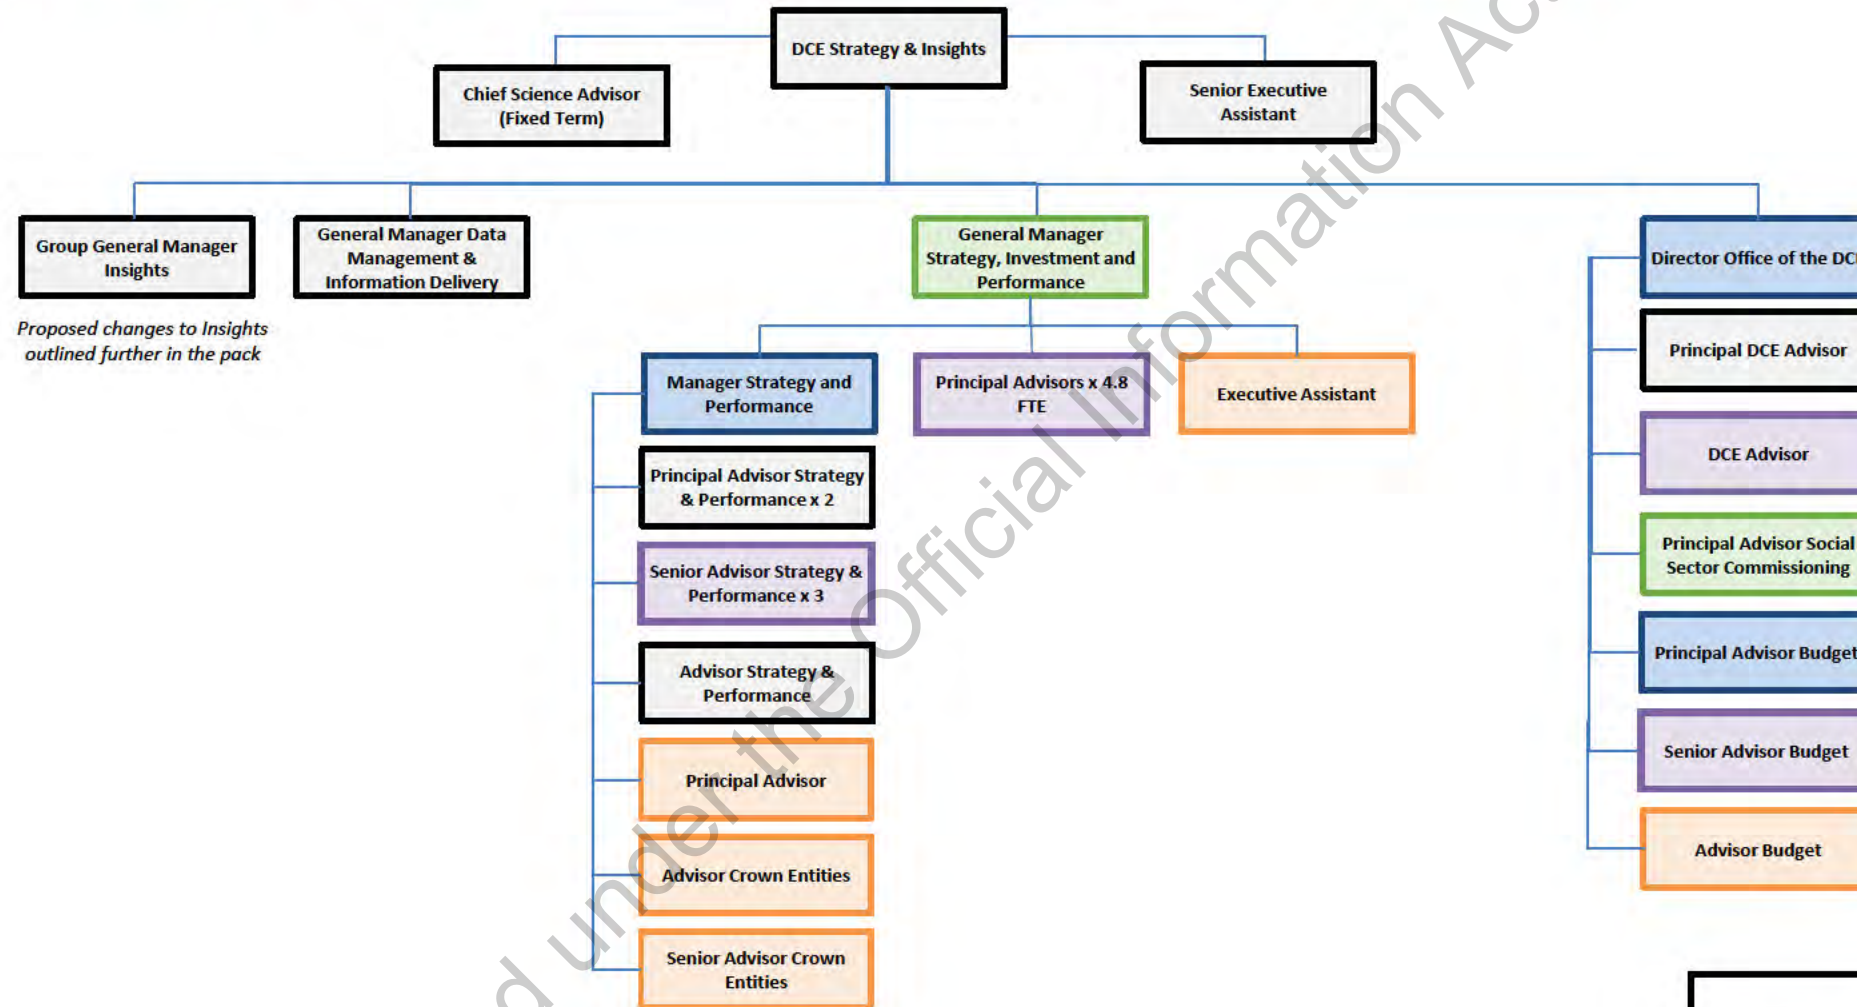 DCE Strategy & Insights
Chief Science Advisor
(Fixed Term)
Senior Executive
Assistant
Group General Manager
Insights
General Manager Data
Management &
Information Delivery
General Manager
Strategy, Investment and
Performance
Director Office of the
Proposed changes to Insights
outlined further in the pack
Manager Strategy and
Performance
Principal Advisors x 4.8
FTE
Executive Assistant
Principal DCE Advisor
Principal Advisor Strategy
& Performance x 2
DCE Advisor
Senior Advisor Strategy &
Performance x 3
Principal Advisor Social
Sector Commissioning
Advisor Strategy &
Performance
Principal Advisor Budget
Principal Advisor
Senior Advisor Budget
Advisor Crown Entities
Advisor Budget
Senior Advisor Crown
Entities
under the Official Information